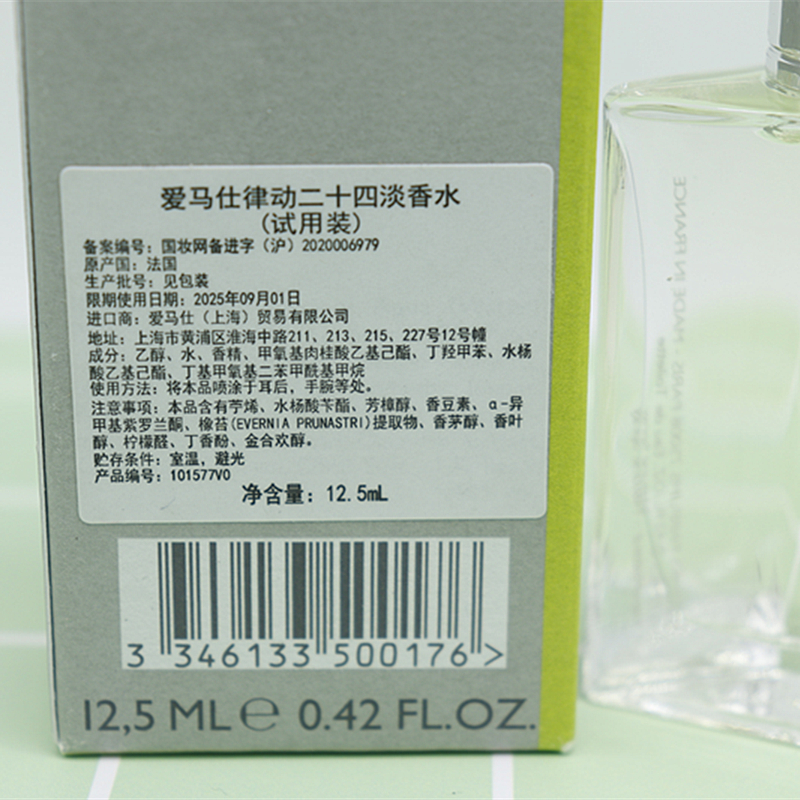 爱马仕律动二十四淡香水
(试用装)
备案编号：国妆网备进字（沪）2020006979
原产国：法国
生产批号：见包装
限期使用日期：2025年09月01日
进口商：爱马仕（上海）贸易有限公司
地址：上海市黄浦区淮海中路211、213、215、227号12号幢
成分：乙醇、水、香精、甲氧基肉桂酸乙基己酯、丁羟甲苯、水杨
酸乙基己酯、丁基甲氧基二苯甲酰基甲烷
使用方法：将本品喷涂于耳后，手腕等处。
注意事项：本品含有苧烯、水杨酸苄酯、芳樟醇、香豆素、α-异
甲基紫罗兰酮、橡苔(EVERNIA PRUNASTRI)提取物、香茅醇、香叶
醇、柠檬醛、丁香酚、金合欢醇。
贮存条件：室温，避光
产品编号：101577V0
净含量：12.5mL
3 346133 500176 >
12,5 ML ℮ 0.42 FL.OZ.
MADE IN FRANCE